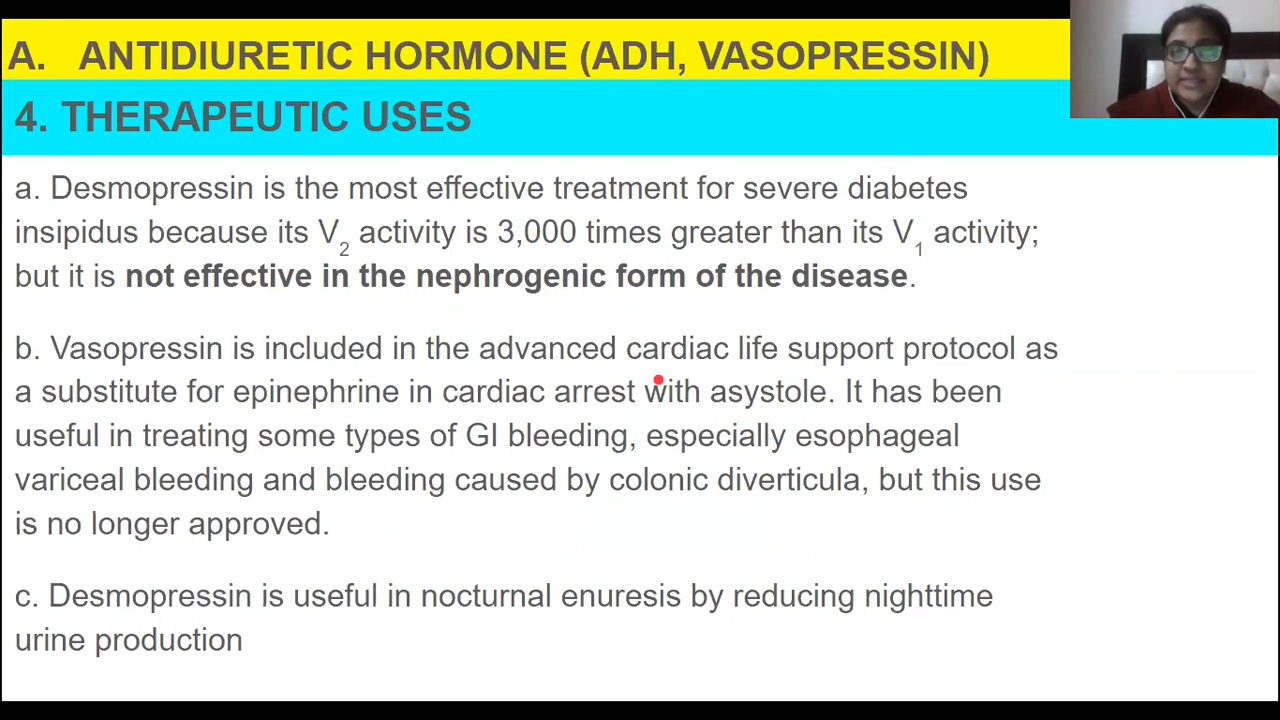 A. ANTIDIURETIC HORMONE (ADH, VASOPRESSIN)
4. THERAPEUTIC USES
a. Desmopressin is the most effective treatment for severe diabetes
insipidus because its V2 activity is 3,000 times greater than its V1 activity;
but it is not effective in the nephrogenic form of the disease.
b. Vasopressin is included in the advanced cardiac life support protocol as
a substitute for epinephrine in cardiac arrest with asystole. It has been
useful in treating some types of GI bleeding, especially esophageal
variceal bleeding and bleeding caused by colonic diverticula, but this use
is no longer approved.
c. Desmopressin is useful in nocturnal enuresis by reducing nighttime
urine production